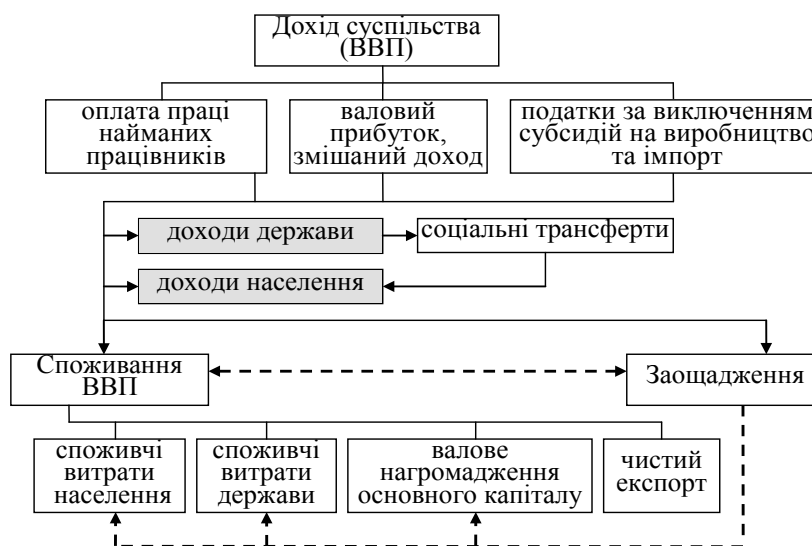 Дохід суспільства
(ВВП)
оплата праці
найманих
працівників
валовий
прибуток,
змішаний доход
податки за виключенням
субсидій на виробництво
та імпорт
доходи держави
соціальні трансферти
доходи населення
Споживання
ВВП
Заощадження
споживчі
витрати
населення
споживчі
витрати
держави
валове
нагромадження
основного капіталу
чистий
експорт